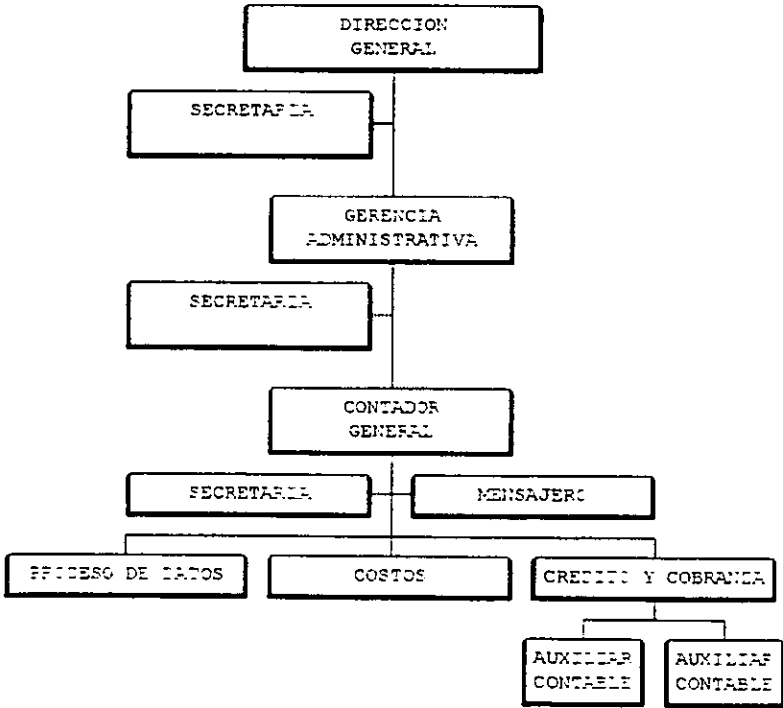 DIRECCION
GENERAL
SECRETARIA
GERENCIA
ADMINISTRATIVA
SECRETARIA
CONTADOR
GENERAL
SECRETARIA
MENSAJERO
PROCESO DE DATOS
COSTOS
CREDITO Y COBRANZA
AUXILIAR
CONTABLE
AUXILIAR
CONTABLE